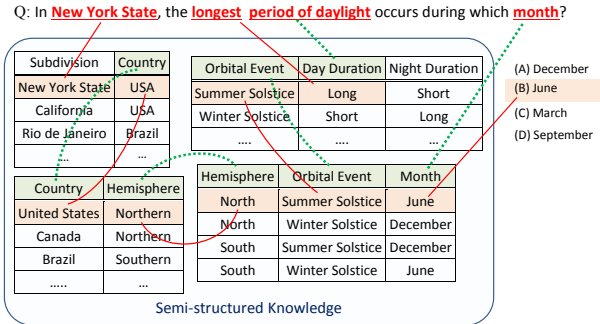 Q: In New York State, the longest period of daylight occurs during which month?
Subdivision Country
New York State USA
California USA
Rio de Janeiro Brazil
.... ...
Orbital Event Day Duration Night Duration
Summer Solstice Long Short
Winter Solstice Short Long
.... .... ...
(A) December
(B) June
(C) March
(D) September
Country Hemisphere
United States Northern
Canada Northern
Brazil Southern
..... ...
Hemisphere Orbital Event Month
North Summer Solstice June
North Winter Solstice December
South Summer Solstice December
South Winter Solstice June
Semi-structured Knowledge